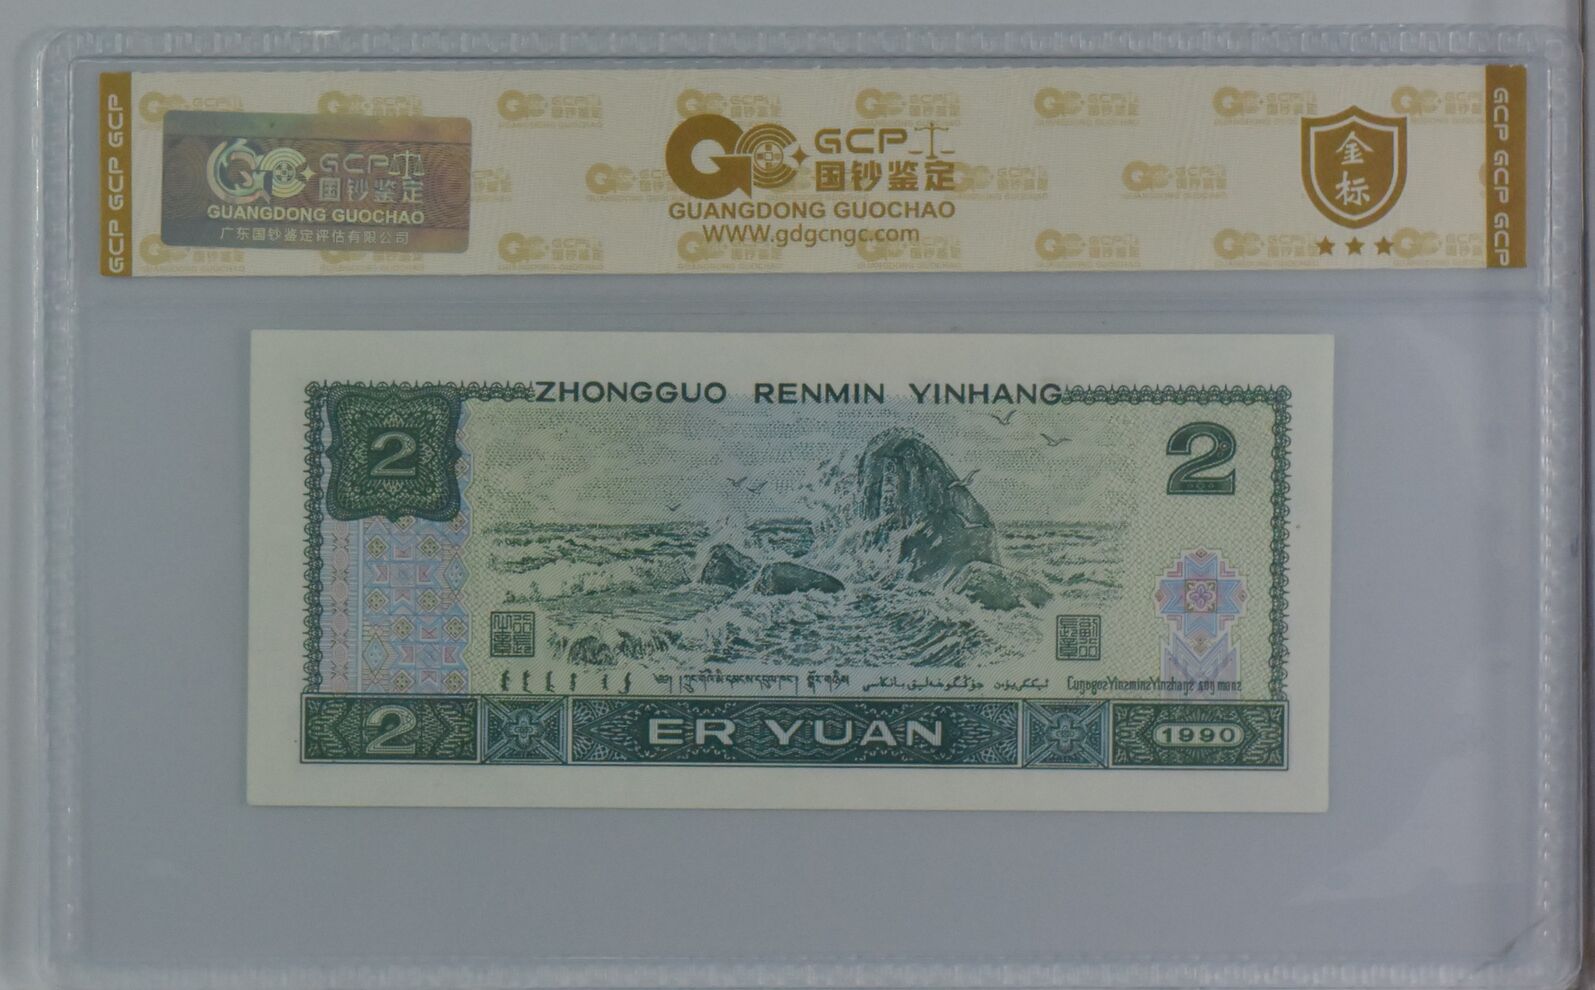 GCP GCP GCP
GCP
国钞鉴定
GUANGDONG GUOCHAO
广东国钞鉴定评估有限公司
GCP
国钞鉴定
GUANGDONG GUOCHAO
WWW.gdgcngc.com
金标
GCP GCP GCP
ZHONGGUO RENMIN YINHANG
2
2
2
ER YUAN
1990